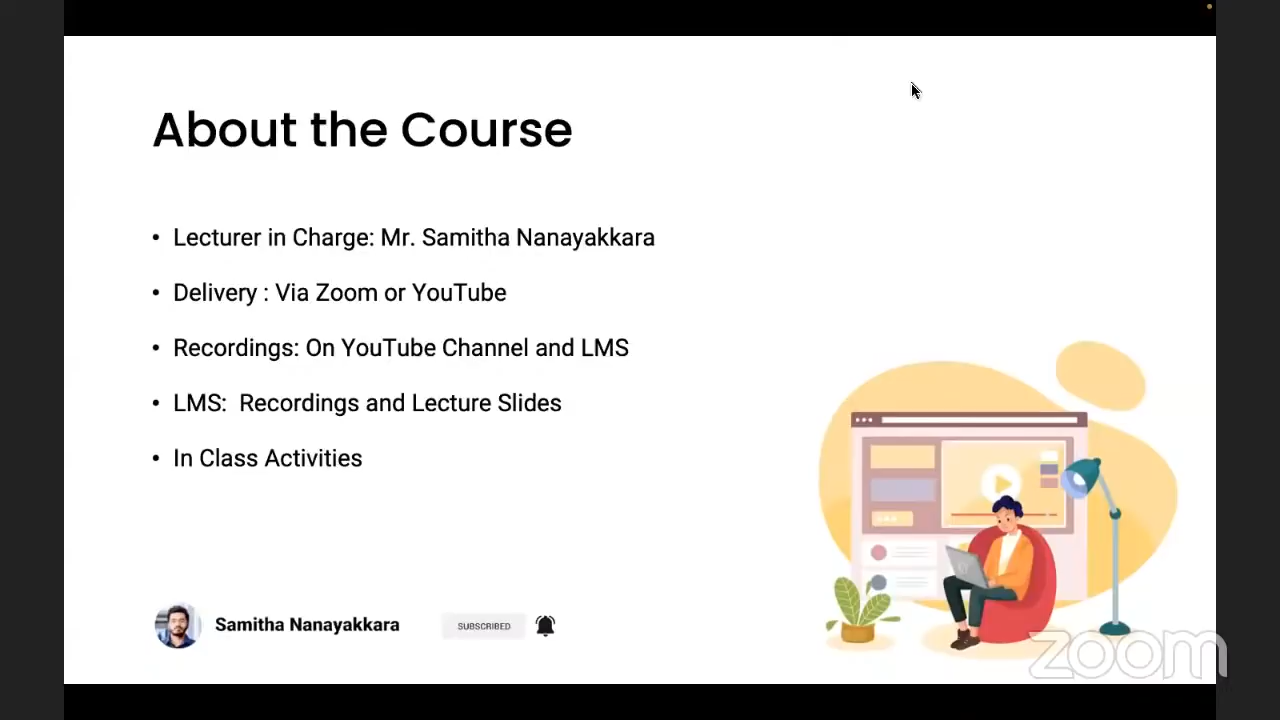 About the Course
• Lecturer in Charge: Mr. Samitha Nanayakkara
• Delivery : Via Zoom or YouTube
• Recordings: On YouTube Channel and LMS
• LMS:  Recordings and Lecture Slides
• In Class Activities
Samitha Nanayakkara
SUBSCRIBED
zoom